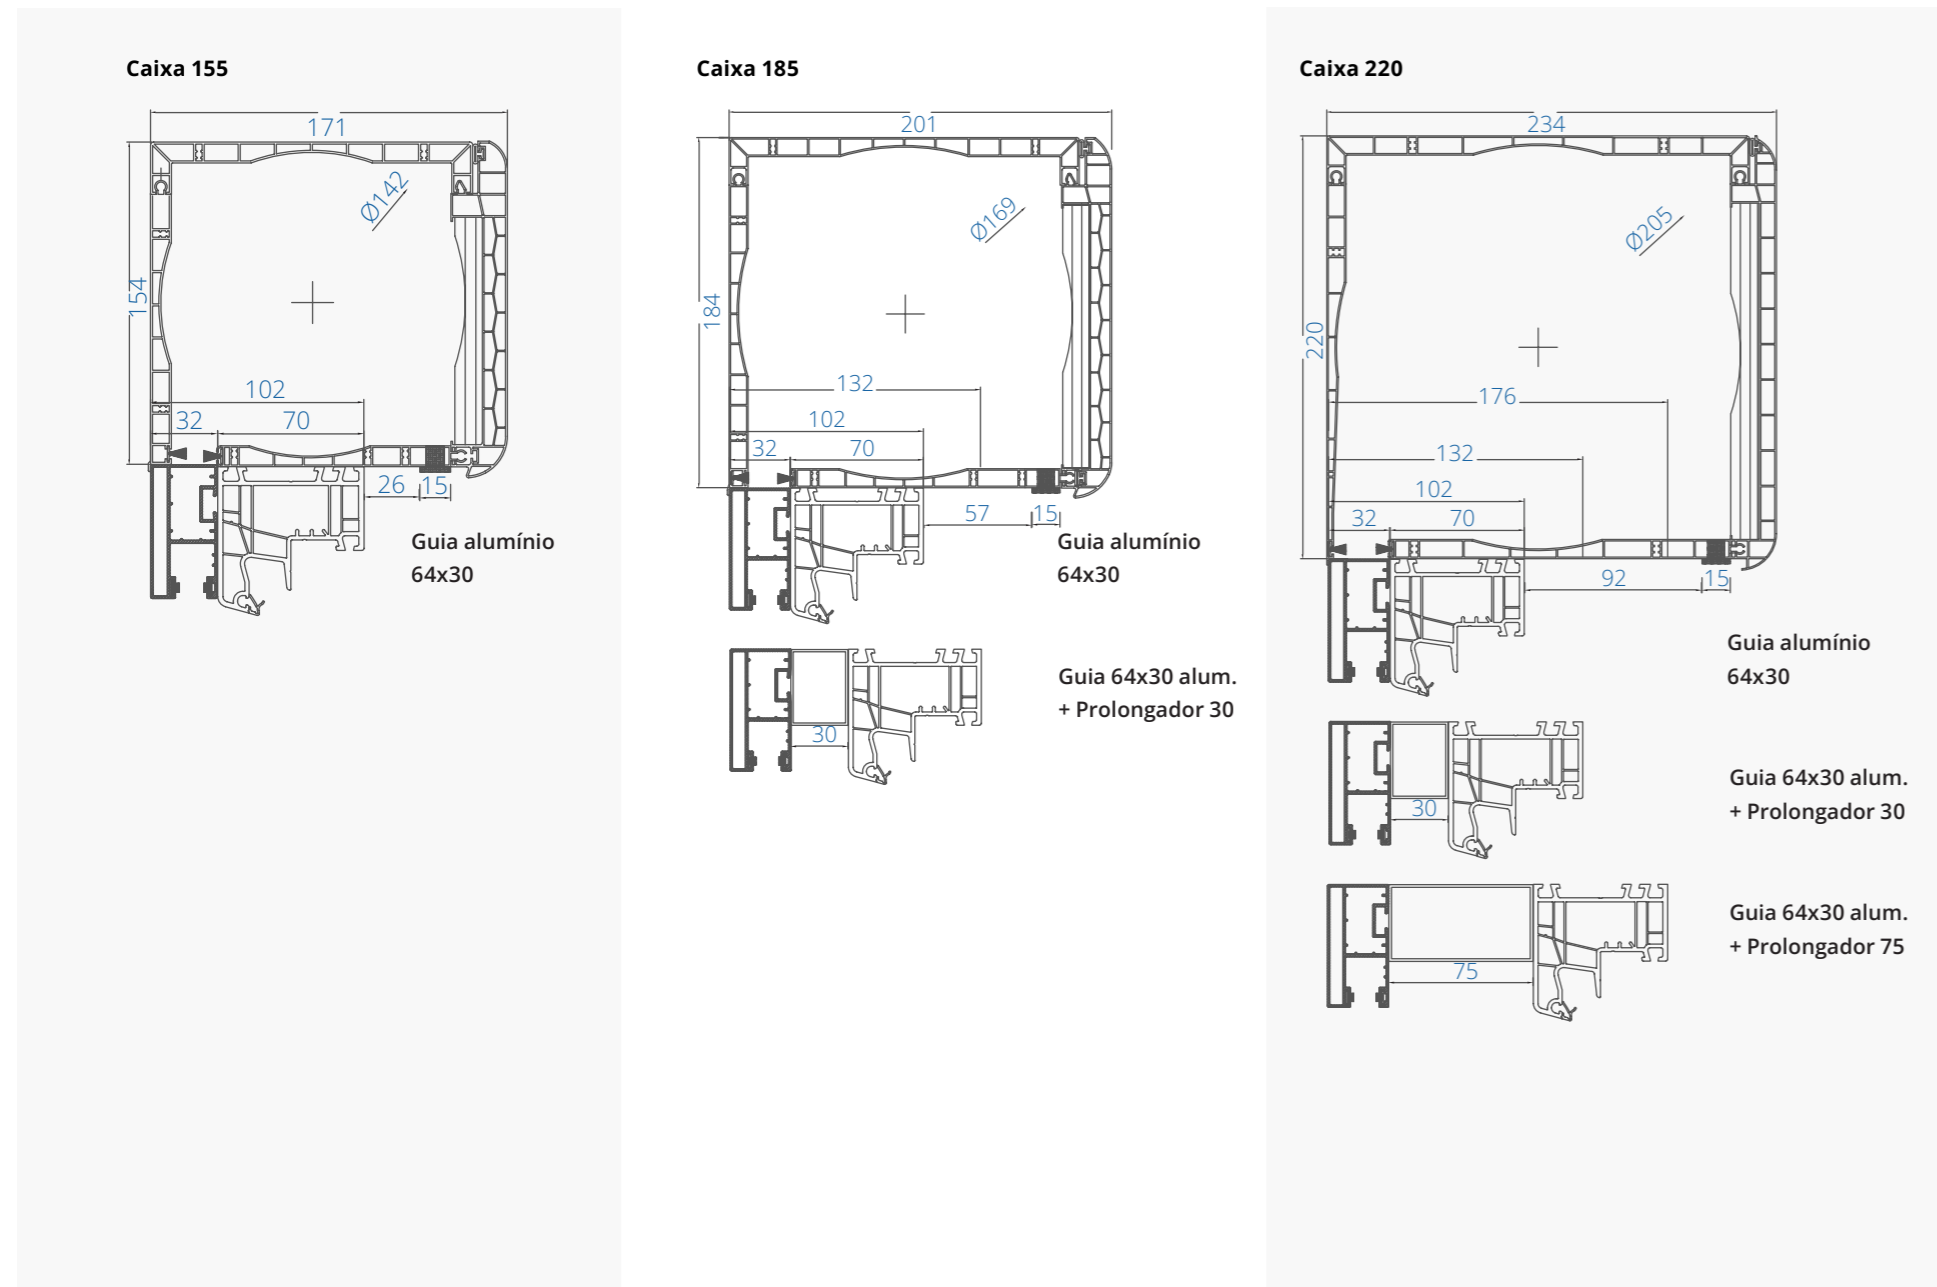 Caixa 155
171
Ø142
154
102
32
70
26
15
Guia alumínio
64x30
Caixa 185
201
Ø169
184
132
102
32
70
57
15
Guia alumínio
64x30
30
Guia 64x30 alum.
+ Prolongador 30
Caixa 220
234
Ø205
220
176
132
102
32
70
92
15
Guia alumínio
64x30
30
Guia 64x30 alum.
+ Prolongador 30
75
Guia 64x30 alum.
+ Prolongador 75